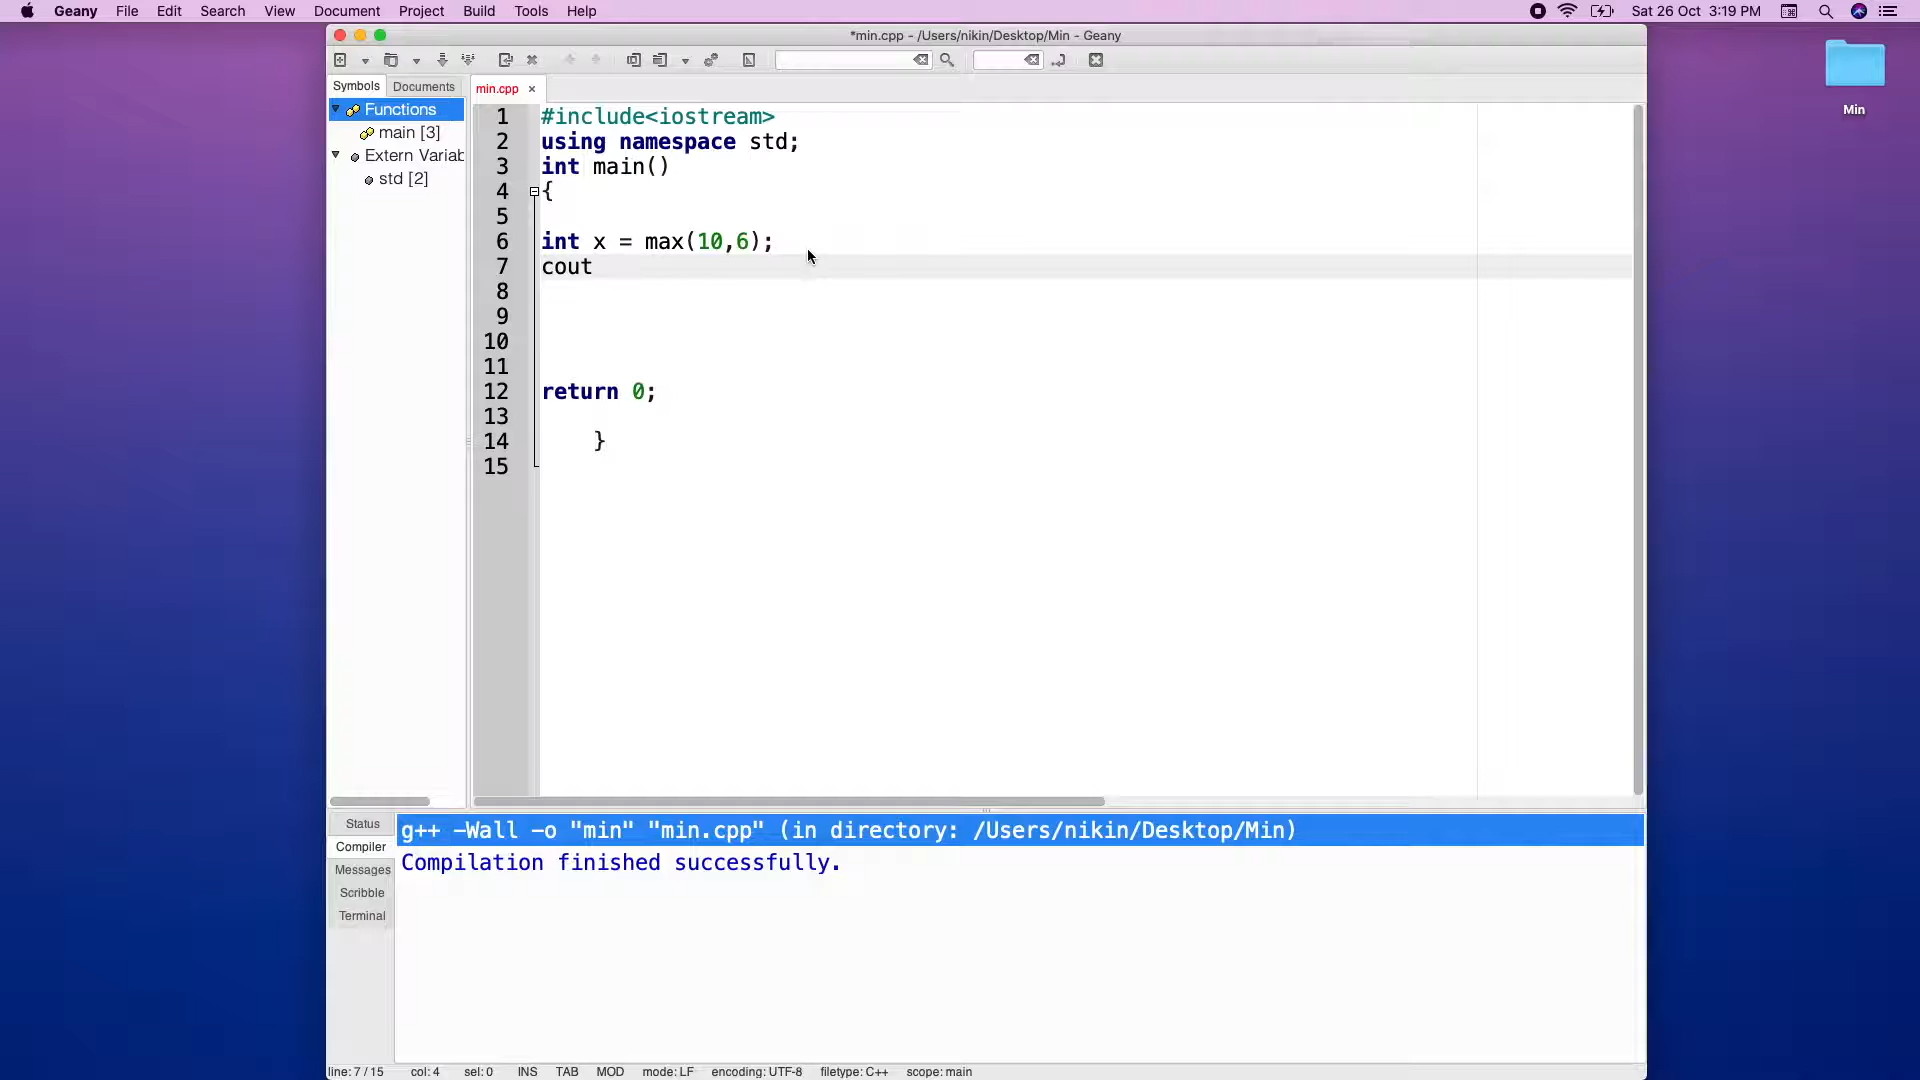 Geany File Edit Search View Document Project Build Tools Help Sat 26 Oct 3:19 PM
*min.cpp - /Users/nikin/Desktop/Min - Geany
Min
Symbols Documents
Functions
main [3]
Extern Variab
std [2]
min.cpp
1 #include<iostream>
2 using namespace std;
3 int main()
4 {
5
6 int x = max(10,6);
7 cout
8
9
10
11
12 return 0;
13
14 }
15
Status
Compiler
Messages
Scribble
Terminal
g++ -Wall -o "min" "min.cpp" (in directory: /Users/nikin/Desktop/Min)
Compilation finished successfully.
line: 7 / 15 col: 4 sel: 0 INS TAB MOD mode: LF encoding: UTF-8 filetype: C++ scope: main